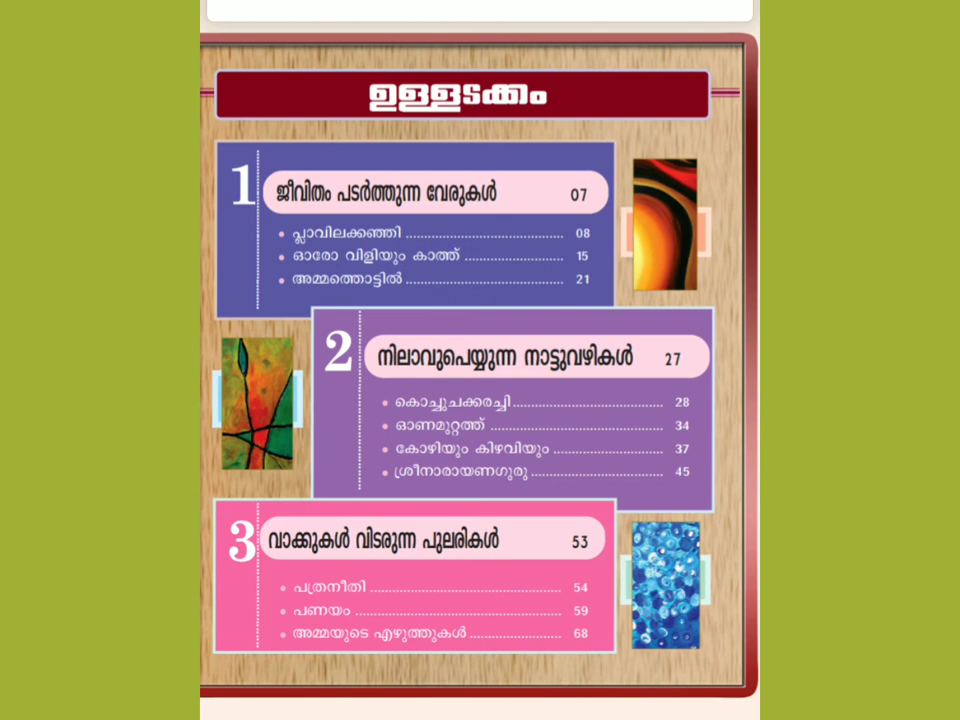 ഉള്ളടക്കം
1
ജീവിതം പടർത്തുന്ന വേരുകൾ 07
• പ്ലാവിലക്കഞ്ഞി ........................................ 08
• ഓരോ വിളിയും കാത്ത് ......................... 15
• അമ്മത്തൊട്ടിൽ ........................................ 21
2
നിലാവുപെയ്യുന്ന നാട്ടുവഴികൾ 27
• കൊച്ചുചക്കരച്ചി ...................................... 28
• ഓണമുറ്റത്ത് ........................................... 34
• കോഴിയും കിഴവിയും ............................ 37
• ശ്രീനാരായണഗുരു ................................. 45
3
വാക്കുകൾ വിടരുന്ന പുലരികൾ 53
• പത്രനീതി ................................................ 54
• പണയം .................................................... 59
• അമ്മയുടെ എഴുത്തുകൾ ....................... 68